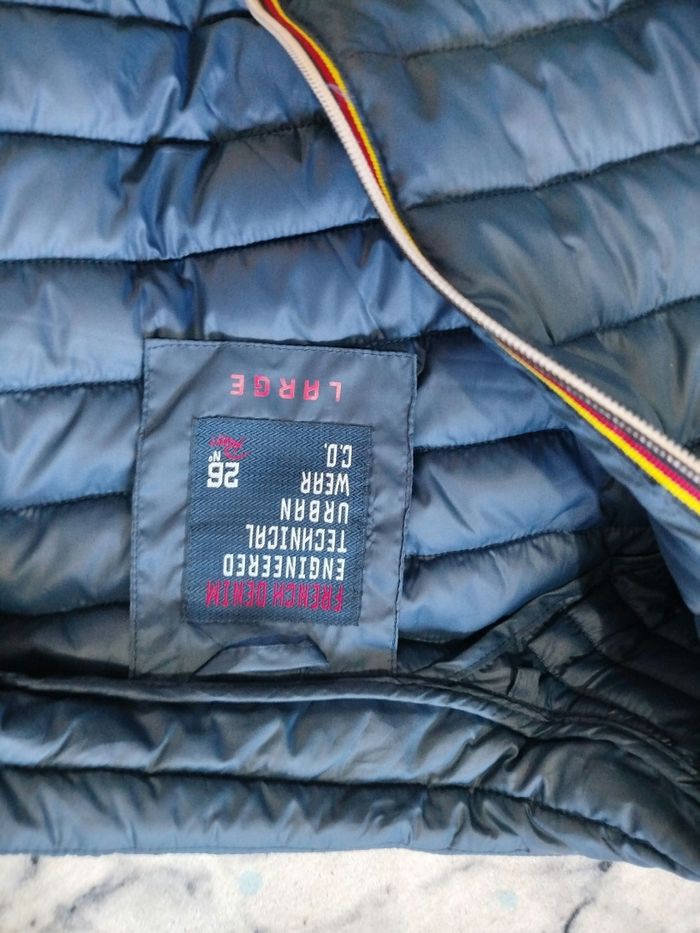 FRENCH DENIM
ENGINEERED
TECHNICAL
URBAN
WEAR
C.O.
26
N°
LARGE